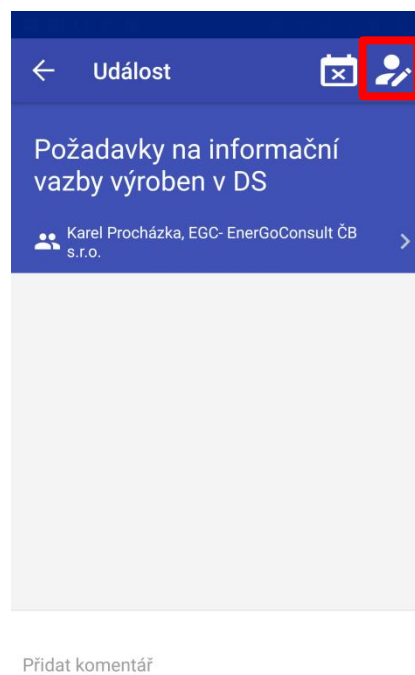 Událost
Požadavky na informační
vazby výroben v DS
Karel Procházka, EGC- EnerGoConsult ČB
s.r.o.
Přidat komentář